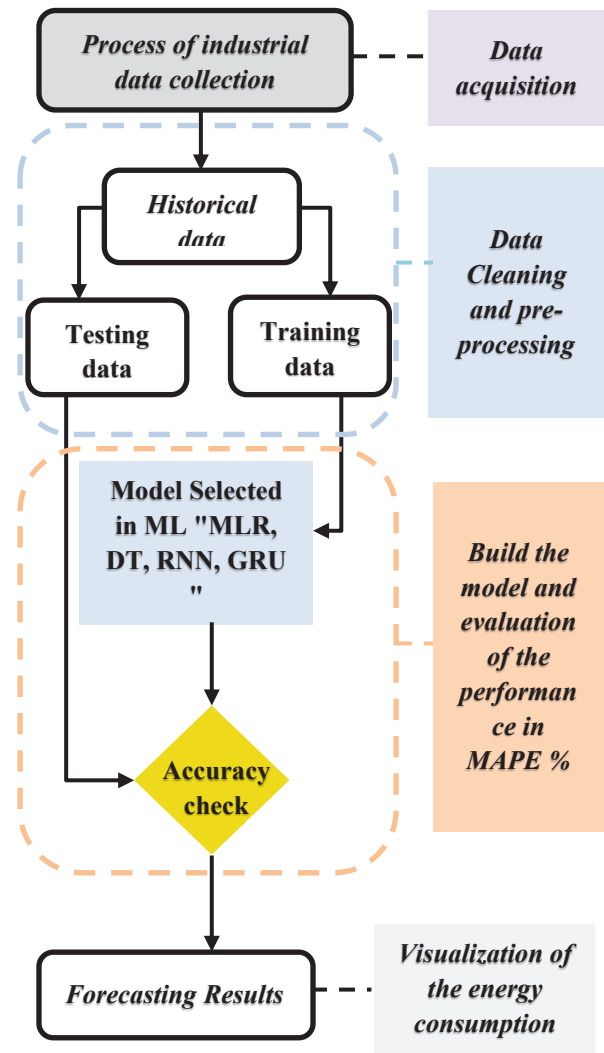 Process of industrial
data collection
Data
acquisition
Historical
data
Data
Cleaning
and pre-
processing
Testing
data
Training
data
Model Selected
in ML "MLR,
DT, RNN, GRU
"
Build the
model and
evaluation
of the
performan
ce in
MAPE %
Accuracy
check
Forecasting Results
Visualization of
the energy
consumption